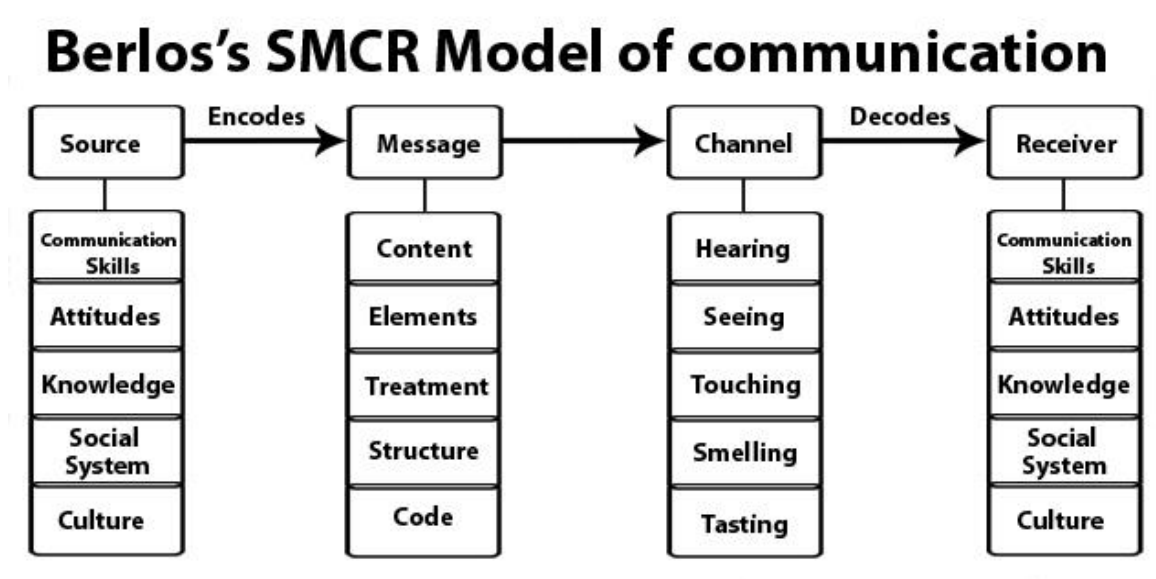 Berlos's SMCR Model of communication
Source
Encodes
Message
Channel
Decodes
Receiver
Communication
Skills
Attitudes
Knowledge
Social
System
Culture
Content
Elements
Treatment
Structure
Code
Hearing
Seeing
Touching
Smelling
Tasting
Communication
Skills
Attitudes
Knowledge
Social
System
Culture